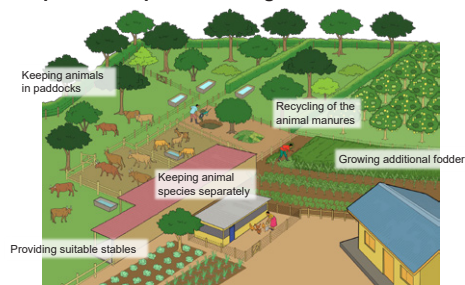 Keeping animals
in paddocks
Recycling of the
animal manures
Growing additional fodder
Keeping animal
species separately
Providing suitable stables